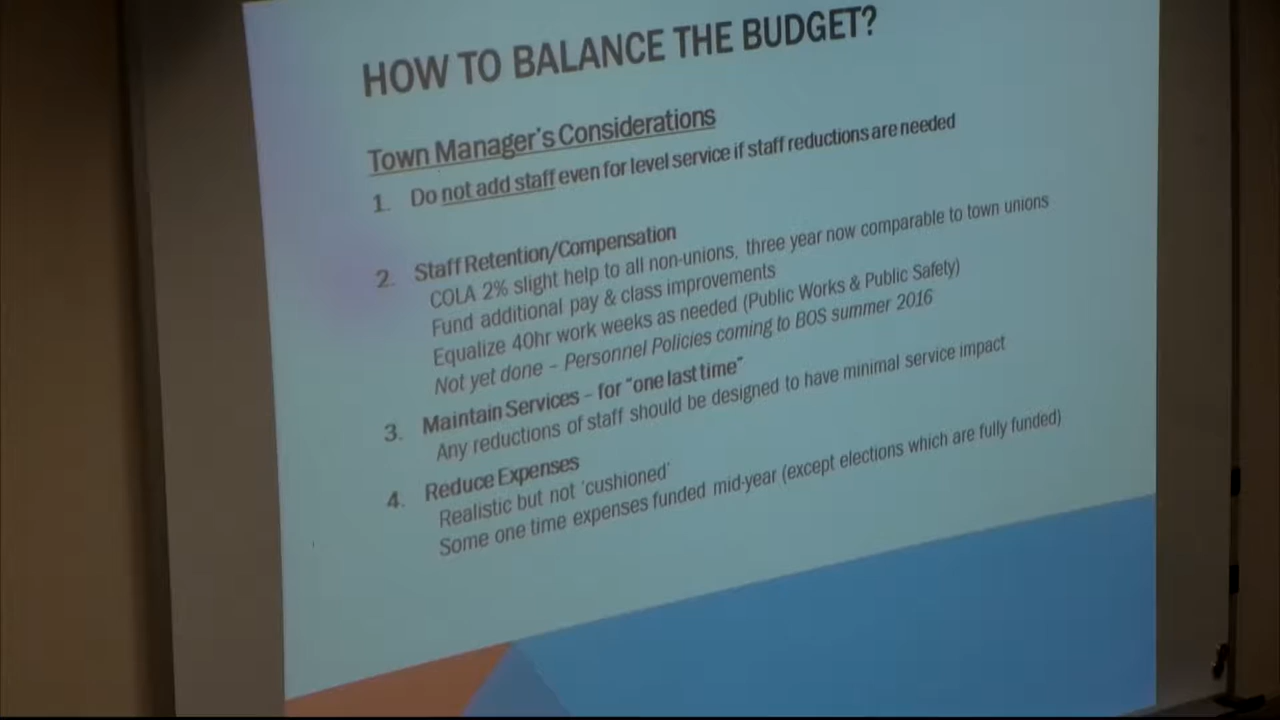 HOW TO BALANCE THE BUDGET?
Town Manager's Considerations
1. Do not add staff even for level service if staff reductions are needed
2. Staff Retention/Compensation
COLA 2% slight help to all non-unions, three year now comparable to town unions
Fund additional pay & class improvements
Equalize 40hr work weeks as needed (Public Works & Public Safety)
Not yet done – Personnel Policies coming to BOS summer 2016
3. Maintain Services – for "one last time"
Any reductions of staff should be designed to have minimal service impact
4. Reduce Expenses
Realistic but not 'cushioned'
Some one time expenses funded mid-year (except elections which are fully funded)